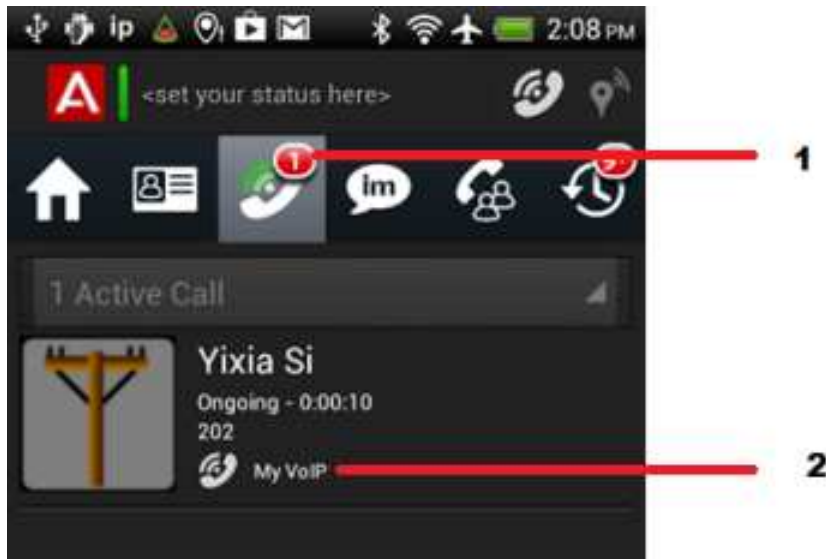 ip 2:08 PM
A <set your status here>
1 1
im
1 Active Call
Yixia Si
Ongoing - 0:00:10
202
My VoIP 2